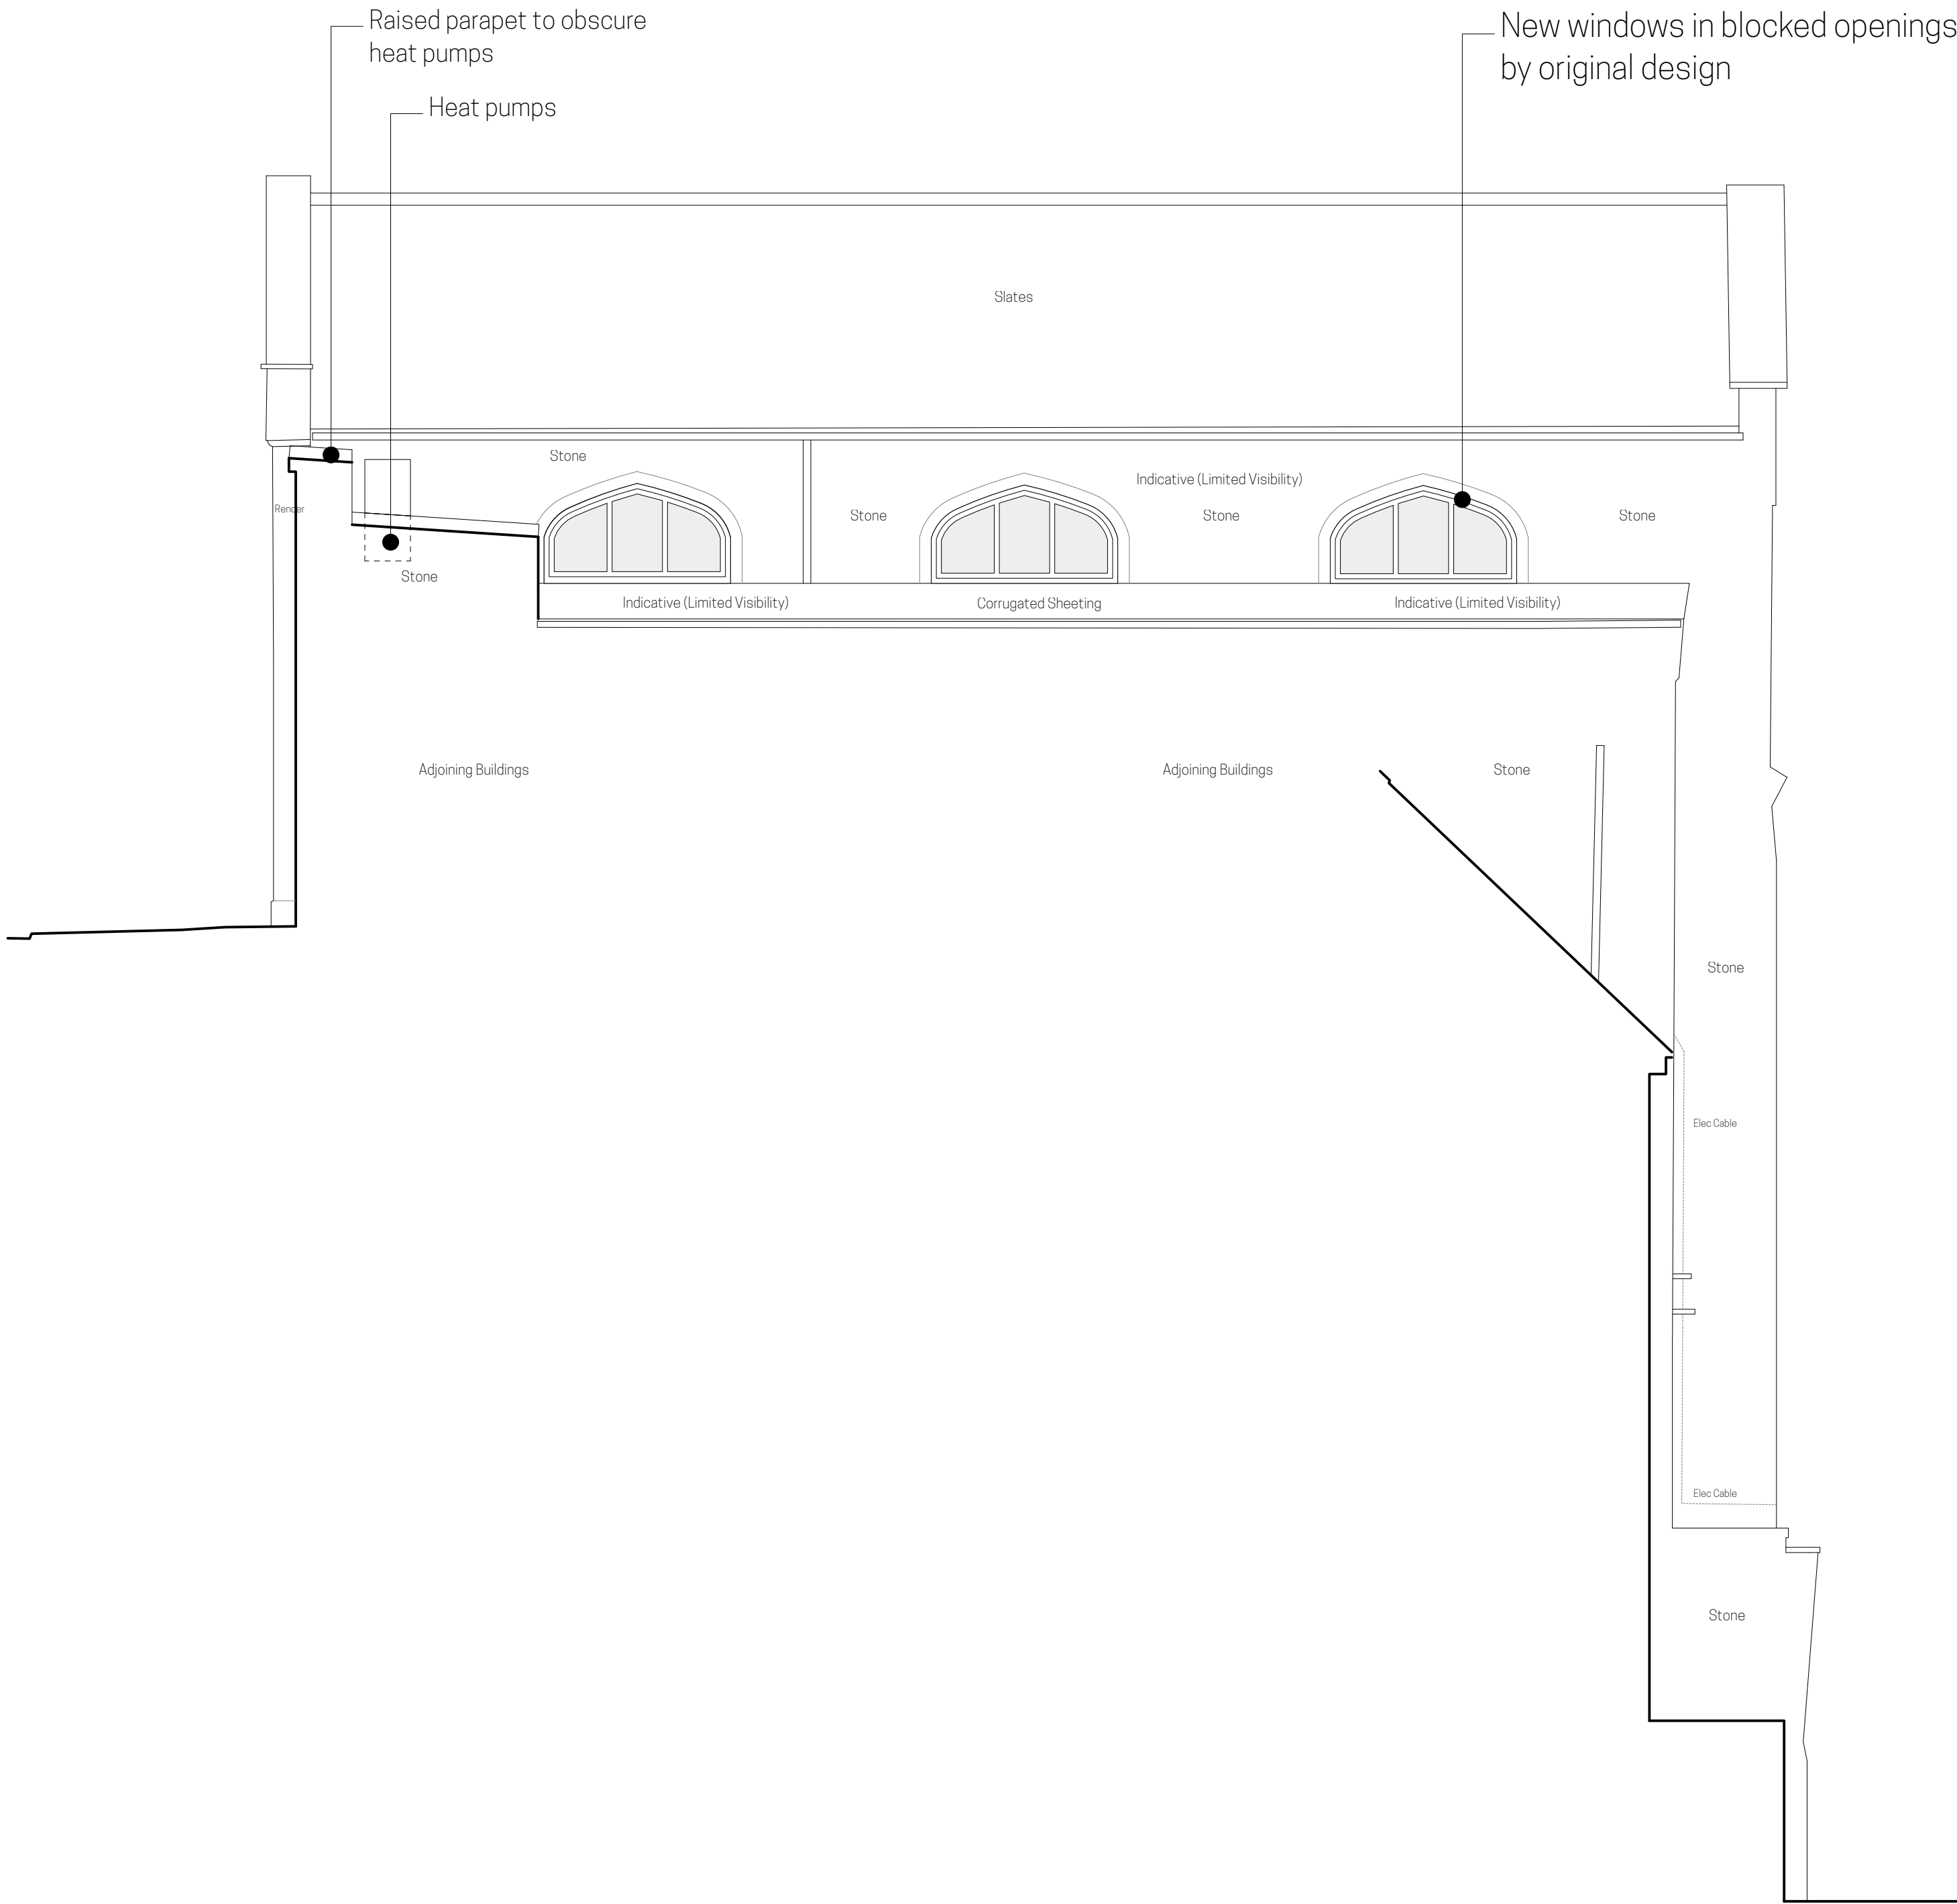 Raised parapet to obscure
heat pumps
New windows in blocked openings
by original design
Heat pumps
Slates
Stone
Indicative (Limited Visibility)
Render
Stone
Stone
Stone
Stone
Indicative (Limited Visibility)
Corrugated Sheeting
Indicative (Limited Visibility)
Adjoining Buildings
Adjoining Buildings
Stone
Stone
Elec Cable
Elec Cable
Stone